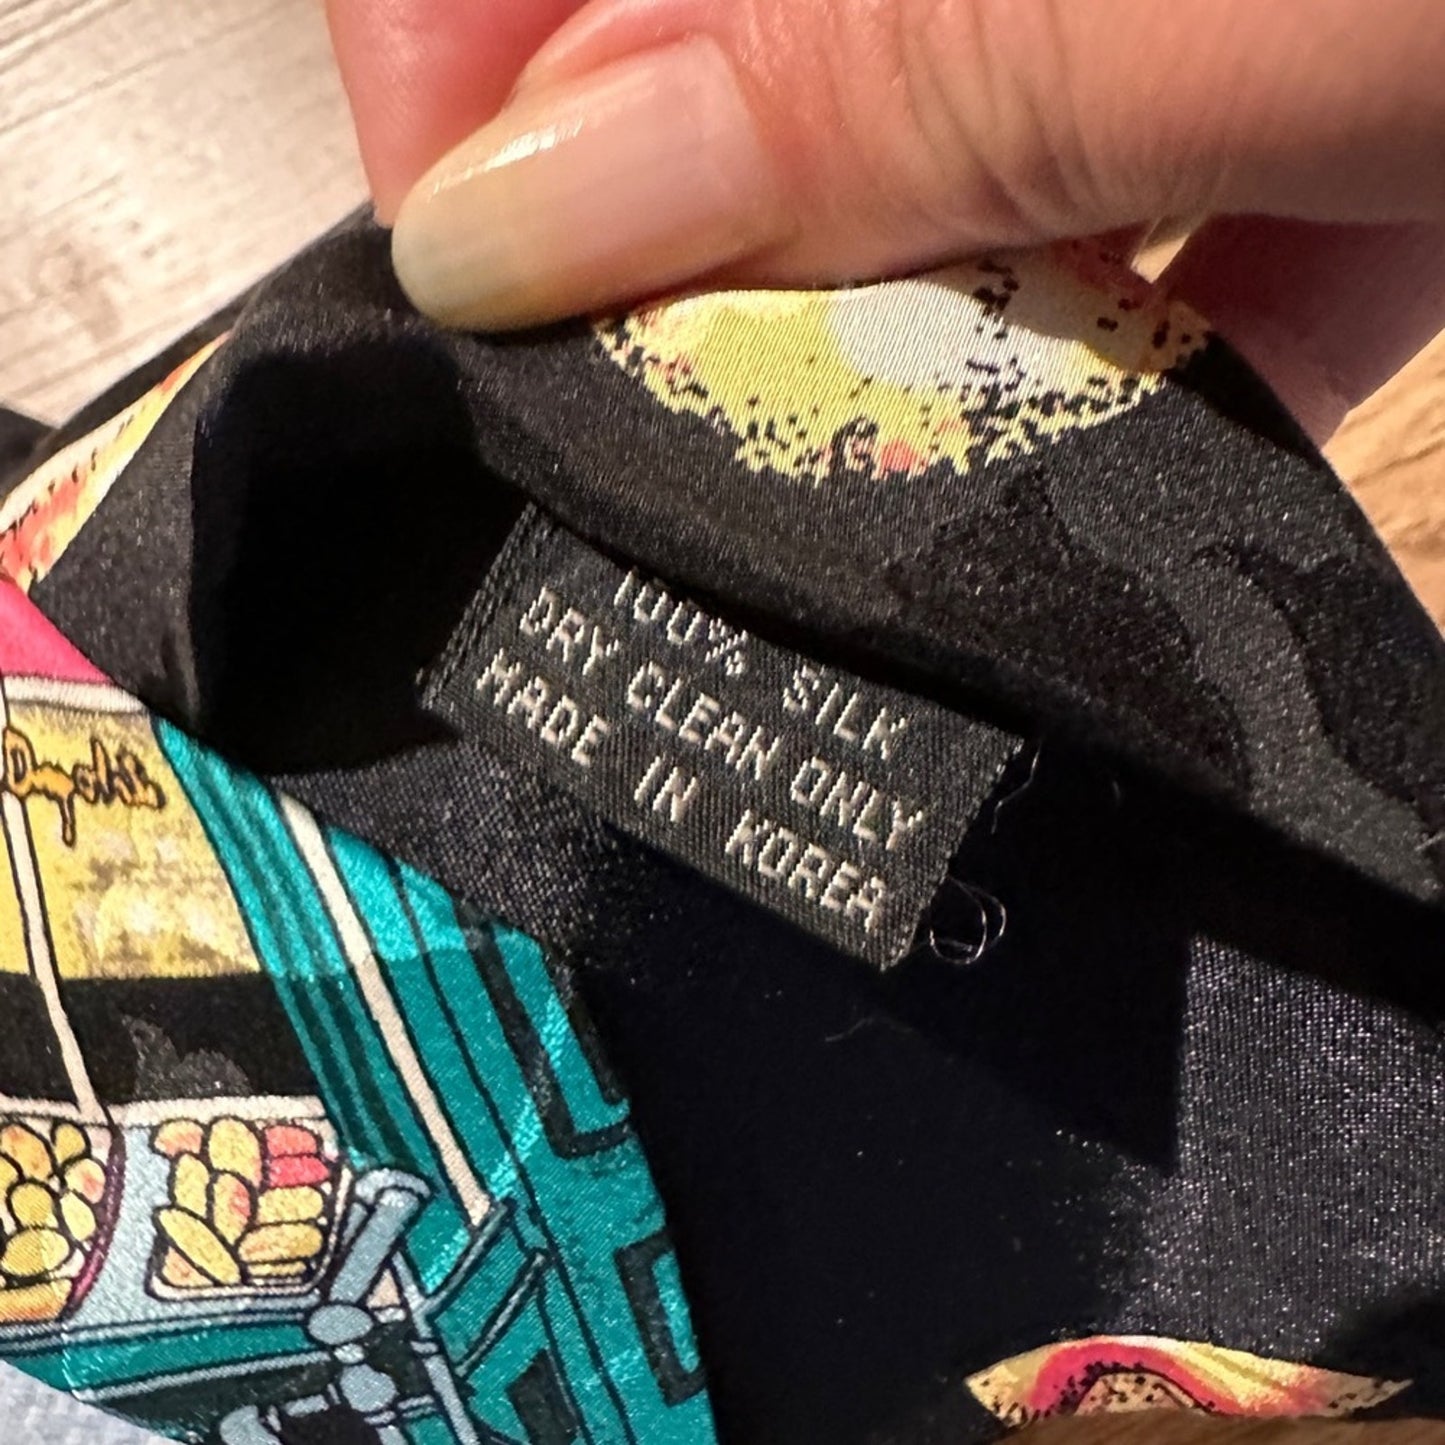 100% SILK
DRY CLEAN ONLY
MADE IN KOREA